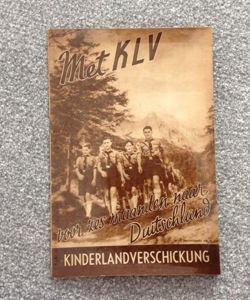 Met KLV
voor zes maanden naar
Duitschland
KINDERLANDVERSCHICKUNG